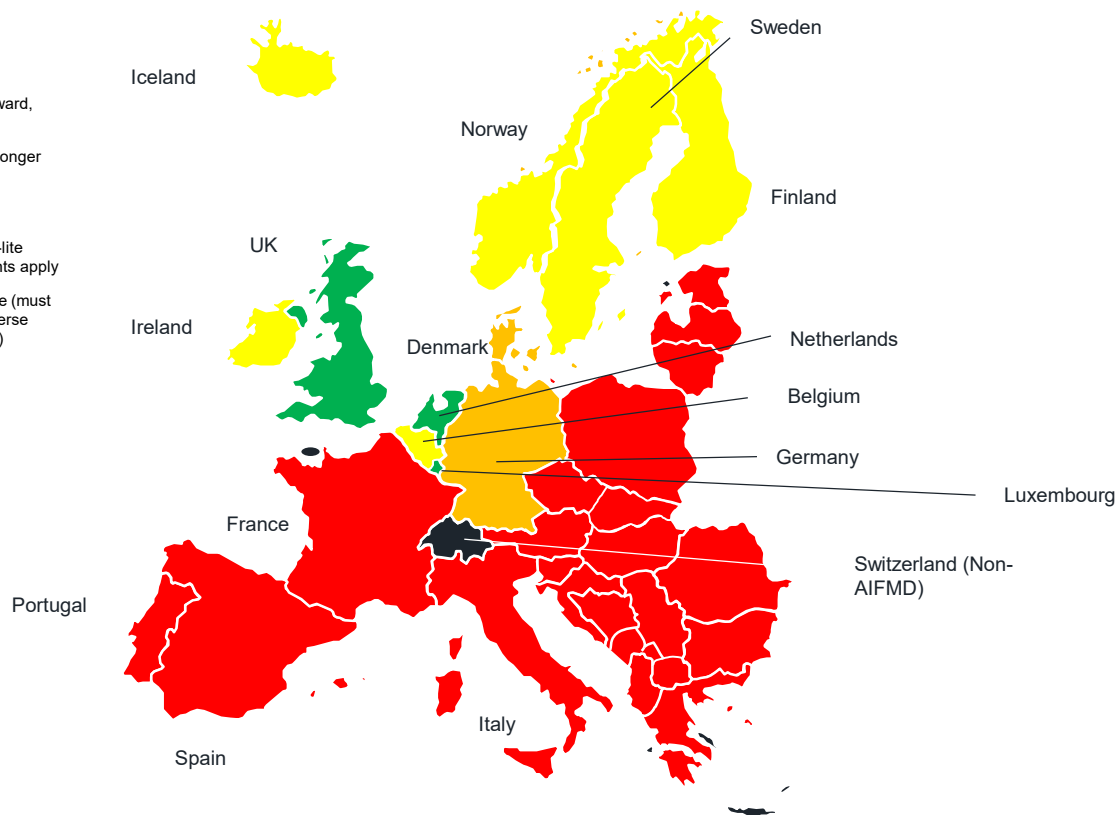 Sweden
Iceland
ward,
Norway
onger
Finland
UK
-lite
nts apply
e (must
erse
)
Ireland
Denmark
Netherlands
Belgium
Germany
Luxembourg
France
Switzerland (Non-
AIFMD)
Portugal
Italy
Spain